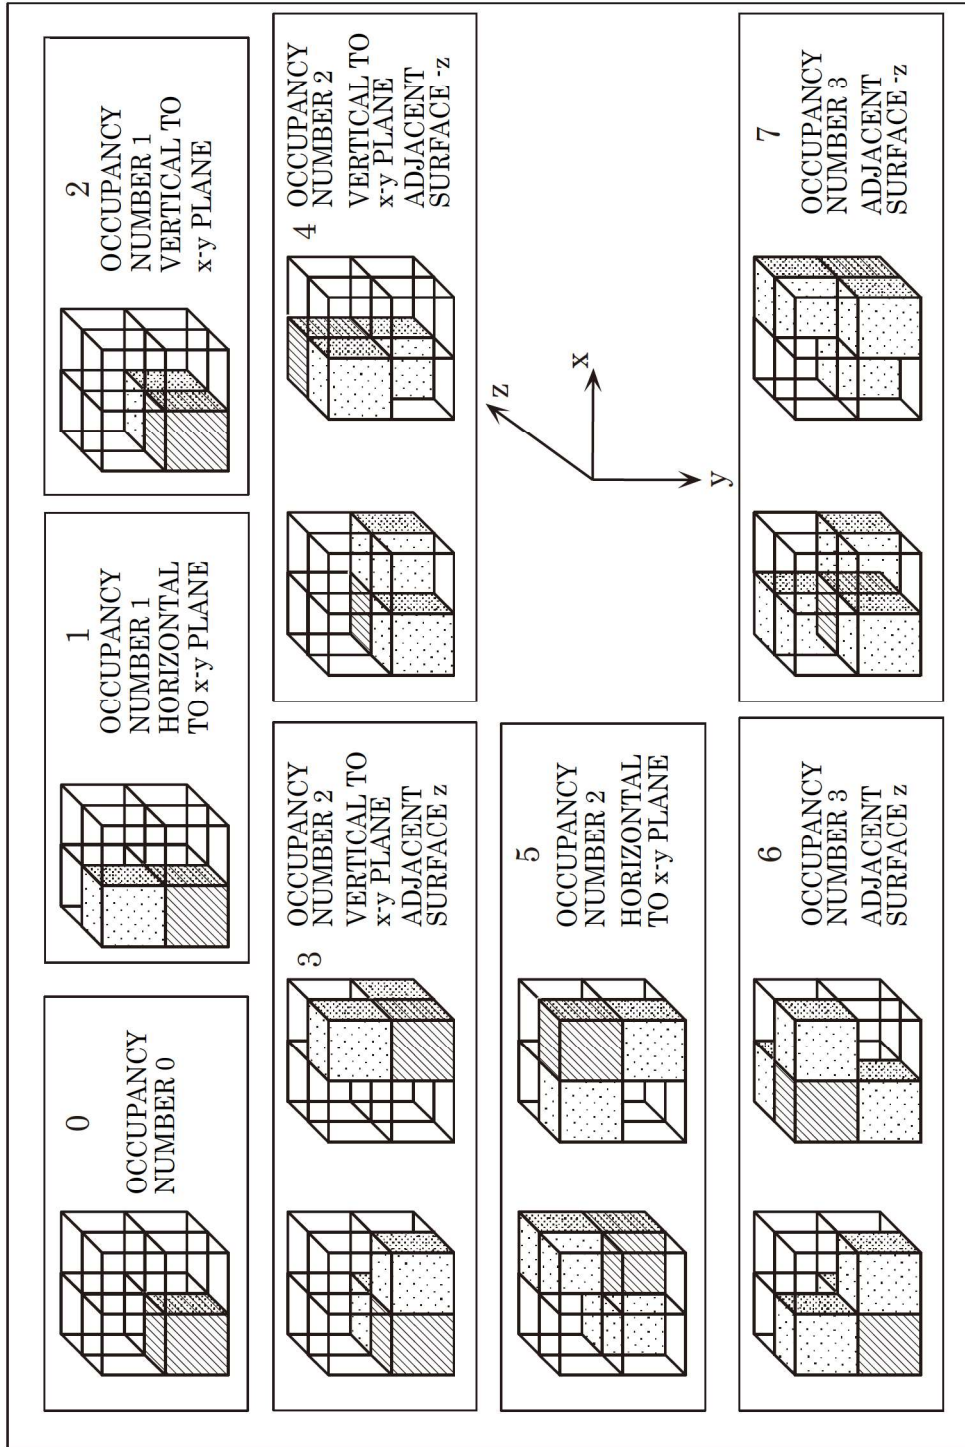 0
OCCUPANCY
NUMBER 0
1
OCCUPANCY
NUMBER 1
HORIZONTAL
TO x-y PLANE
2
OCCUPANCY
NUMBER 1
VERTICAL TO
x-y PLANE
3
OCCUPANCY
NUMBER 2
VERTICAL TO
x-y PLANE
ADJACENT
SURFACE z
4
OCCUPANCY
NUMBER 2
VERTICAL TO
x-y PLANE
ADJACENT
SURFACE -z
5
OCCUPANCY
NUMBER 2
HORIZONTAL
TO x-y PLANE
z
x
y
6
OCCUPANCY
NUMBER 3
ADJACENT
SURFACE z
7
OCCUPANCY
NUMBER 3
ADJACENT
SURFACE -z